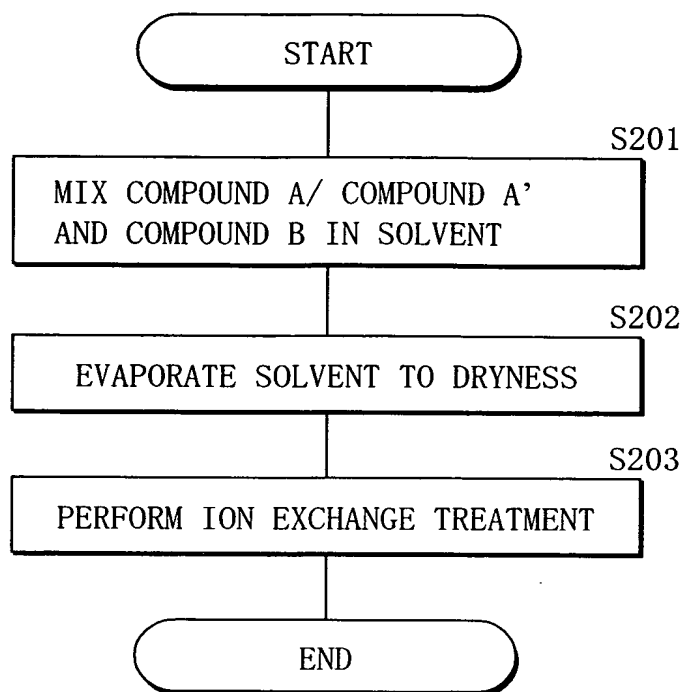 START
S201
MIX COMPOUND A/ COMPOUND A'
AND COMPOUND B IN SOLVENT
S202
EVAPORATE SOLVENT TO DRYNESS
S203
PERFORM ION EXCHANGE TREATMENT
END